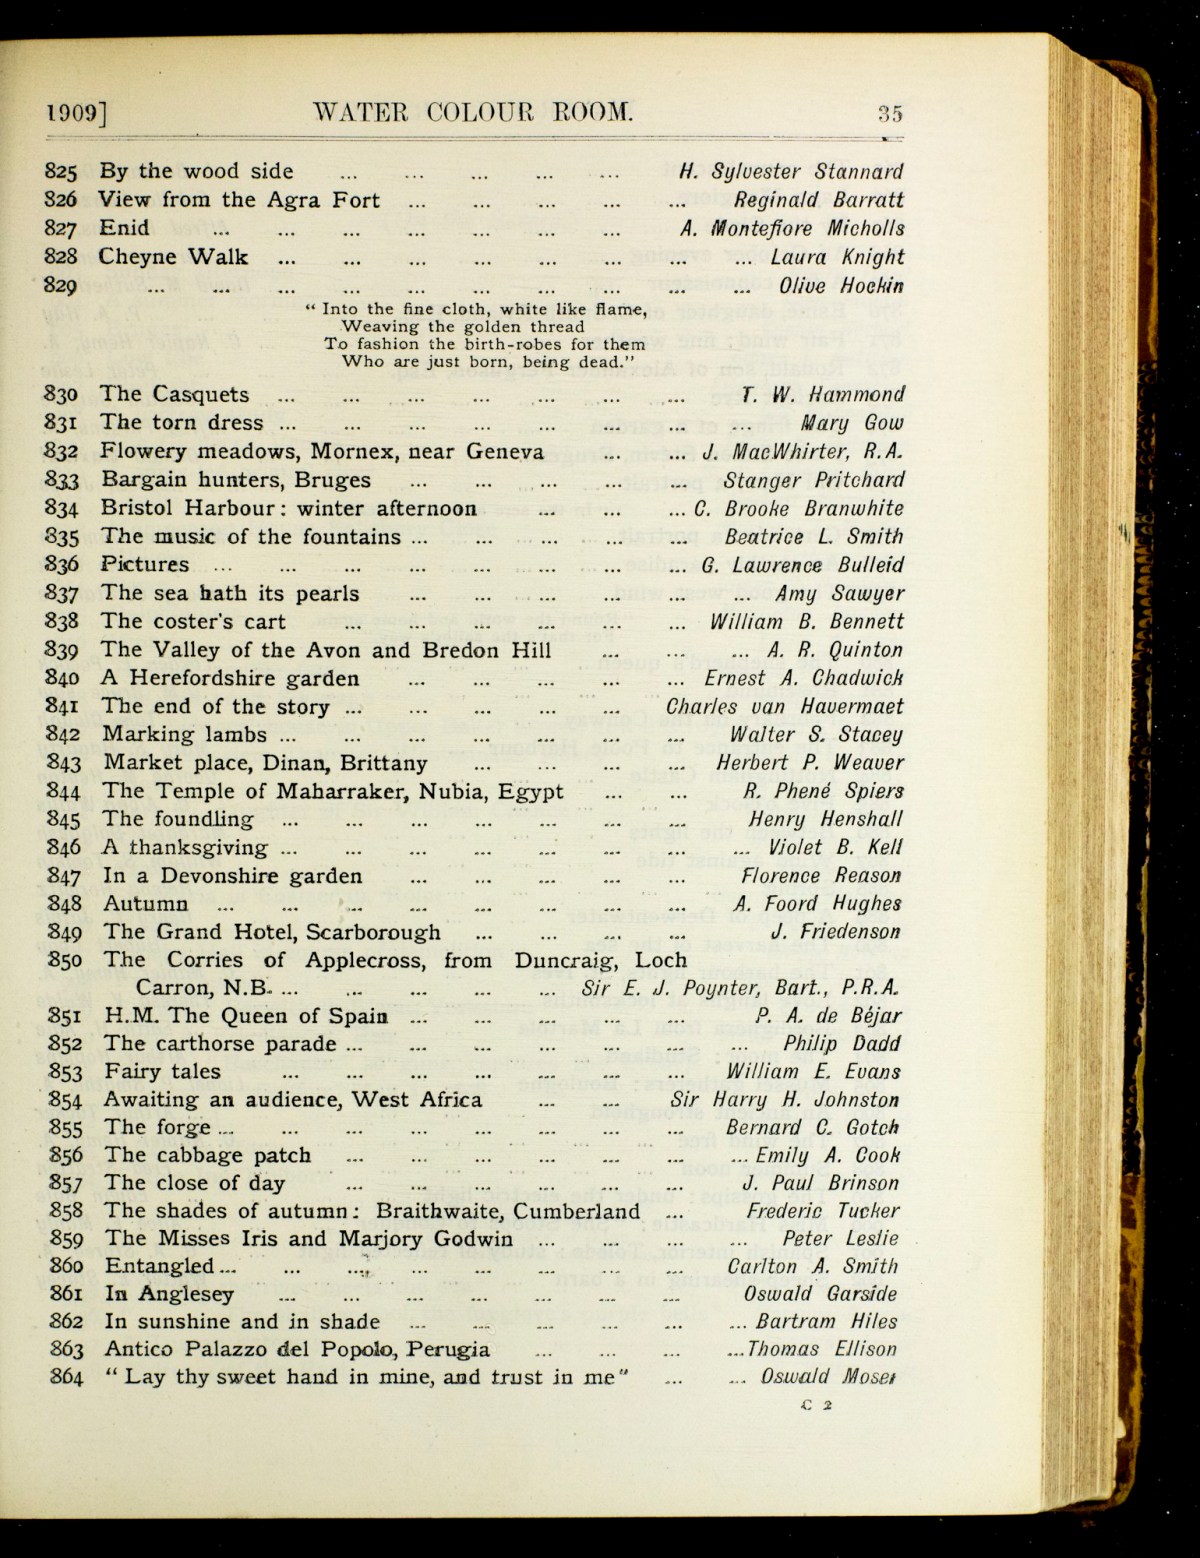 1909] WATER COLOUR ROOM. 35
825 By the wood side ... ... ... ... ... H. Sylvester Stannard
826 View from the Agra Fort ... ... ... ... ... Reginald Barratt
827 Enid ... ... ... ... ... ... ... A. Montefiore Micholls
828 Cheyne Walk ... ... ... ... ... ... ... ... Laura Knight
829 ... ... ... ... ... ... ... ... ... ... Olive Hockin
“ Into the fine cloth, white like flame,
Weaving the golden thread
To fashion the birth-robes for them
Who are just born, being dead.”
830 The Casquets ... ... ... ... ... ... ... T. W. Hammond
831 The torn dress ... ... ... ... ... ... ... ... Mary Gow
832 Flowery meadows, Mornex, near Geneva ... ... J. MacWhirter, R.A.
833 Bargain hunters, Bruges ... ... ... ... ... Stanger Pritchard
834 Bristol Harbour: winter afternoon ... ... ... C. Brooke Branwhite
835 The music of the fountains ... ... ... ... ... Beatrice L. Smith
836 Pictures ... ... ... ... ... ... ... ... G. Lawrence Bulleid
837 The sea hath its pearls ... ... ... ... ... ... Amy Sawyer
838 The coster's cart ... ... ... ... ... ... William B. Bennett
839 The Valley of the Avon and Bredon Hill ... ... ... A. R. Quinton
840 A Herefordshire garden ... ... ... ... ... Ernest A. Chadwick
841 The end of the story ... ... ... ... ... Charles van Havermaet
842 Marking lambs ... ... ... ... ... ... ... Walter S. Stacey
843 Market place, Dinan, Brittany ... ... ... ... Herbert P. Weaver
844 The Temple of Maharraker, Nubia, Egypt ... ... R. Phené Spiers
845 The foundling ... ... ... ... ... ... ... Henry Henshall
846 A thanksgiving ... ... ... ... ... ... ... ... Violet B. Kell
847 In a Devonshire garden ... ... ... ... ... Florence Reason
848 Autumn ... ... ... ... ... ... ... ... A. Foord Hughes
849 The Grand Hotel, Scarborough ... ... ... ... J. Friedenson
850 The Corries of Applecross, from Duncraig, Loch
Carron, N.B. ... ... ... ... ... Sir E. J. Poynter, Bart., P.R.A.
851 H.M. The Queen of Spain ... ... ... ... ... P. A. de Béjar
852 The carthorse parade ... ... ... ... ... ... ... Philip Dadd
853 Fairy tales ... ... ... ... ... ... ... William E. Evans
854 Awaiting an audience, West Africa ... ... Sir Harry H. Johnston
855 The forge ... ... ... ... ... ... ... ... Bernard C. Gotch
856 The cabbage patch ... ... ... ... ... ... ... Emily A. Cook
857 The close of day ... ... ... ... ... ... J. Paul Brinson
858 The shades of autumn: Braithwaite, Cumberland ... Frederic Tucker
859 The Misses Iris and Marjory Godwin ... ... ... ... Peter Leslie
860 Entangled ... ... ... ... ... ... ... ... Carlton A. Smith
861 In Anglesey ... ... ... ... ... ... ... Oswald Garside
862 In sunshine and in shade ... ... ... ... ... ... Bartram Hiles
863 Antico Palazzo del Popolo, Perugia ... ... ... ... Thomas Ellison
864 “ Lay thy sweet hand in mine, and trust in me” ... ... Oswald Moser
C 2